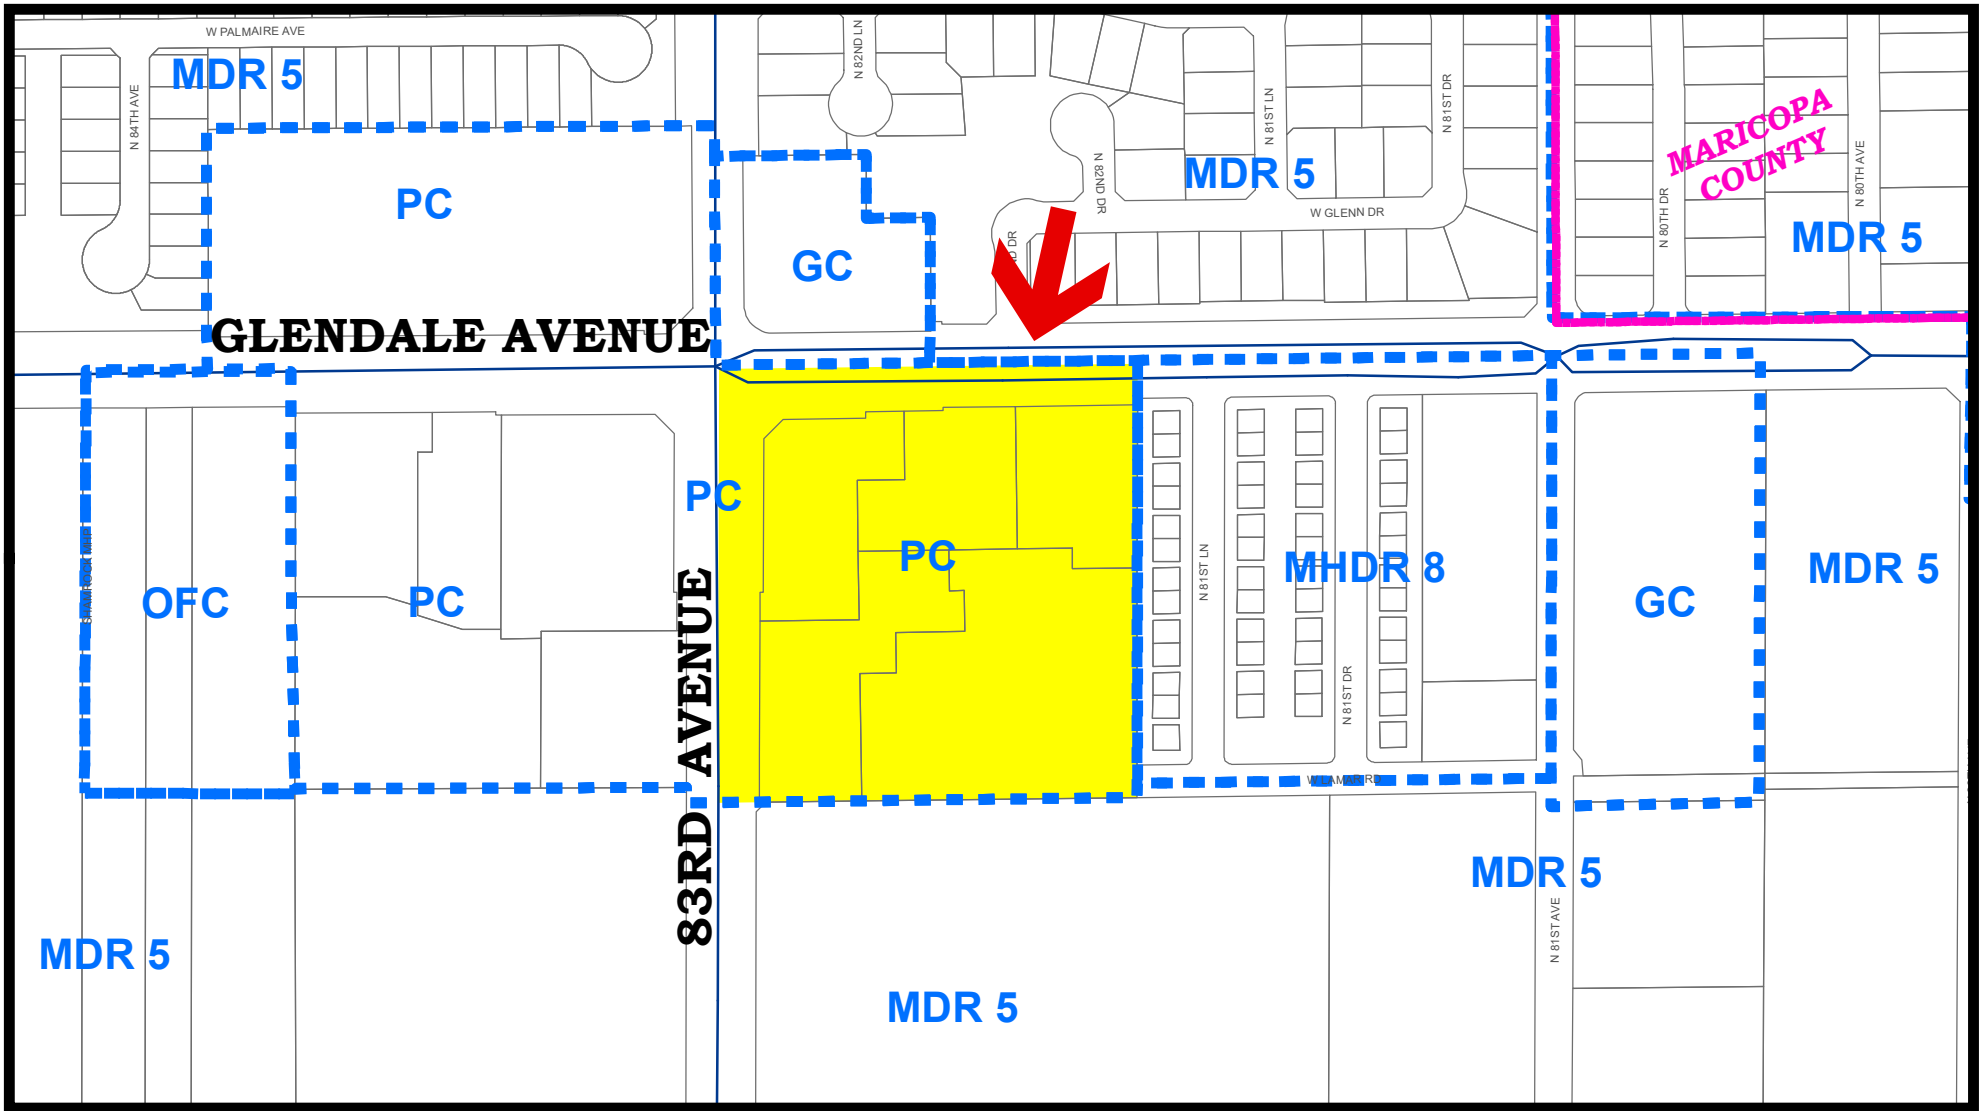 W PALMAIRE AVE
N 84TH AVE
MDR 5
N 82ND LN
N 81ST LN
N 81ST DR
MARICOPA
COUNTY
N 80TH AVE
N 80TH DR
PC
N 82ND DR
MDR 5
W GLENN DR
MDR 5
GC
GLENDALE AVENUE
PC
PC
N 81ST LN
MHDR 8
MDR 5
OFC
PC
GC
83RD AVENUE
N 81ST DR
W LAMAR RD
MDR 5
N 81ST AVE
MDR 5
MDR 5